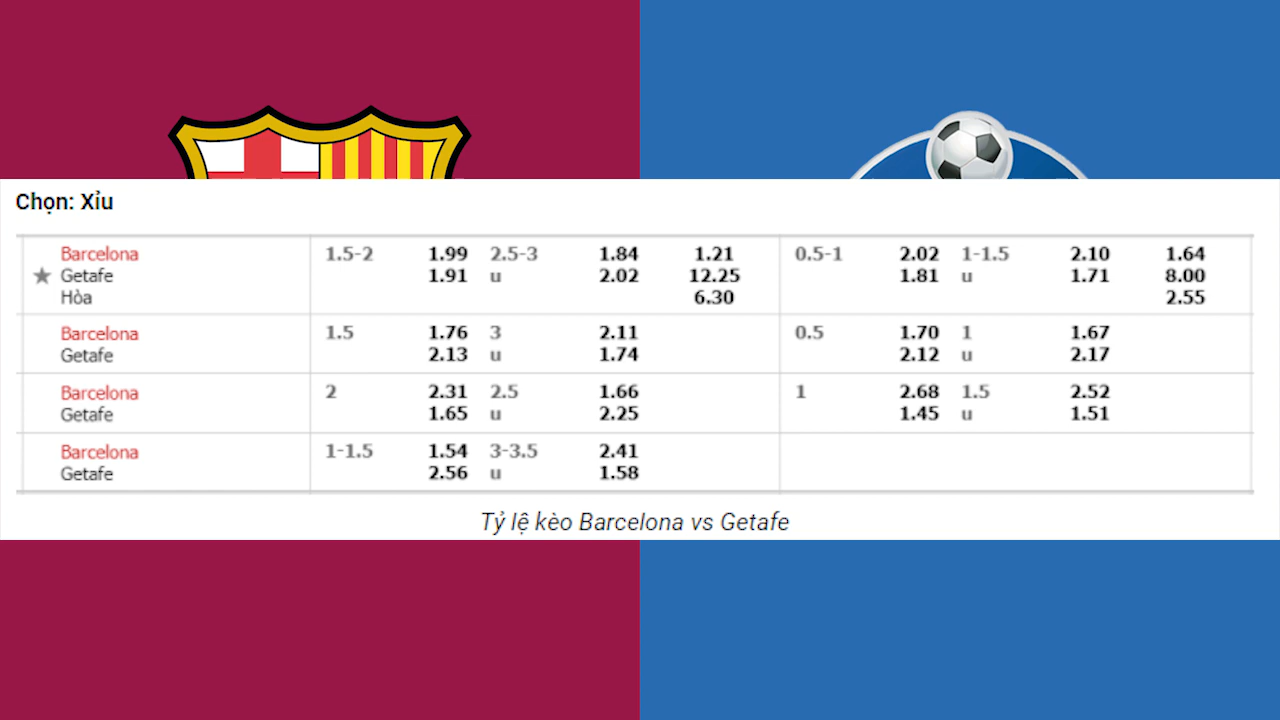 Chọn: Xỉu
Barcelona 1.5-2 1.99 2.5-3 1.84 1.21 0.5-1 2.02 1-1.5 2.10 1.64
Getafe 1.91 u 2.02 12.25 1.81 u 1.71 8.00
Hòa 6.30 2.55
Barcelona 1.5 1.76 3 2.11 0.5 1.70 1 1.67
Getafe 2.13 u 1.74 2.12 u 2.17
Barcelona 2 2.31 2.5 1.66 1 2.68 1.5 2.52
Getafe 1.65 u 2.25 1.45 u 1.51
Barcelona 1-1.5 1.54 3-3.5 2.41
Getafe 2.56 u 1.58
Tỷ lệ kèo Barcelona vs Getafe